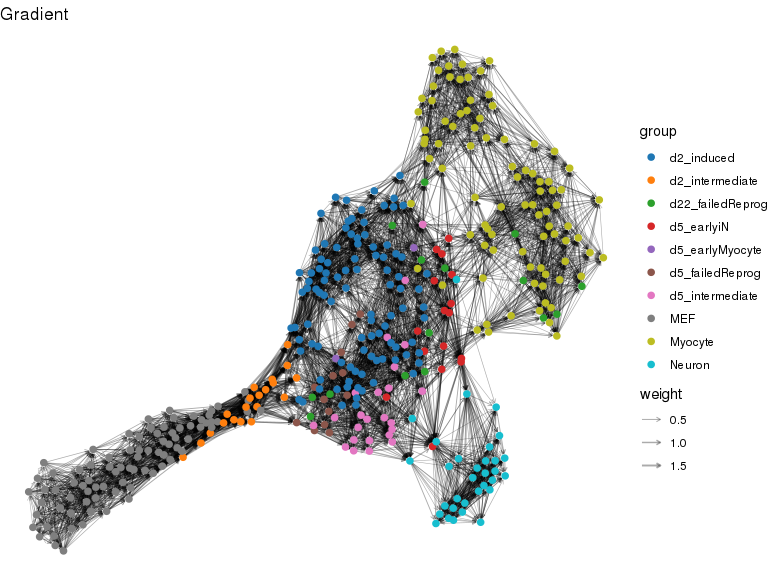 Gradient
group
d2_induced
d2_intermediate
d22_failedReprog
d5_earlyiN
d5_earlyMyocyte
d5_failedReprog
d5_intermediate
MEF
Myocyte
Neuron
weight
0.5
1.0
1.5